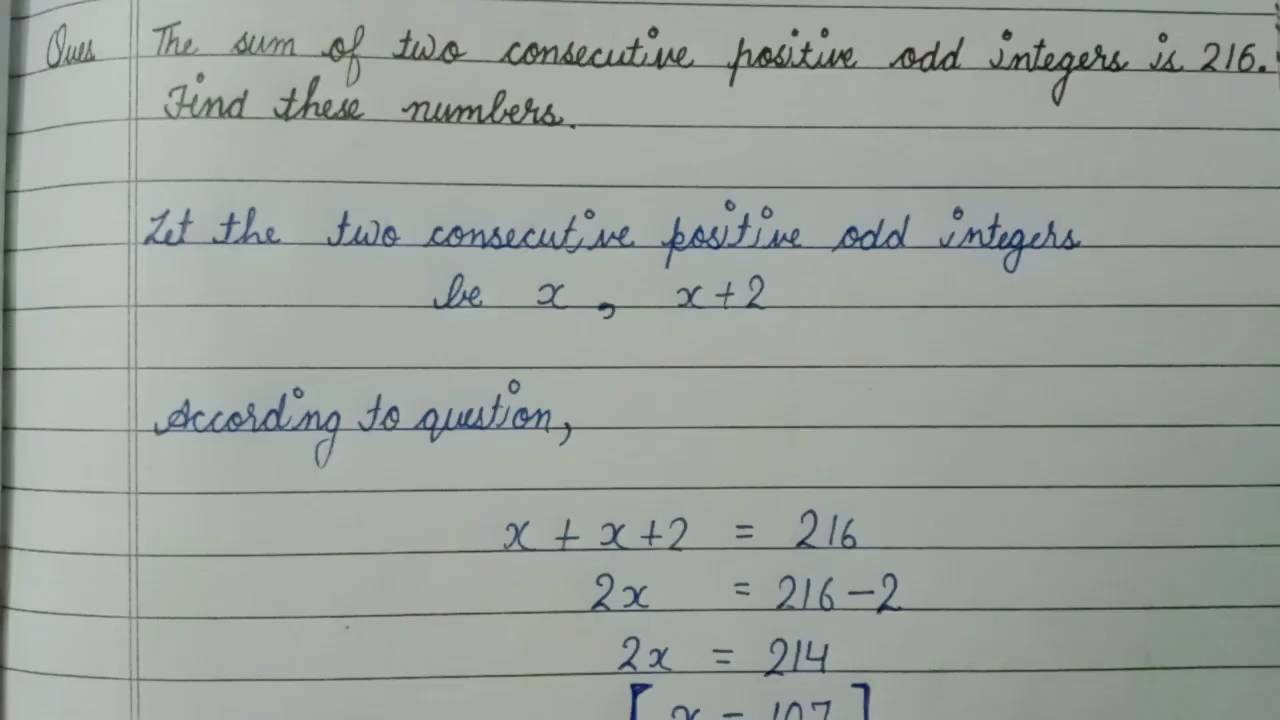 Ques The sum of two consecutive positive odd integers is 216.
Find these numbers.
Let the two consecutive positive odd integers
be x , x+2
According to question,
x + x +2 = 216
2x = 216 - 2
2x = 214
[x = 107]